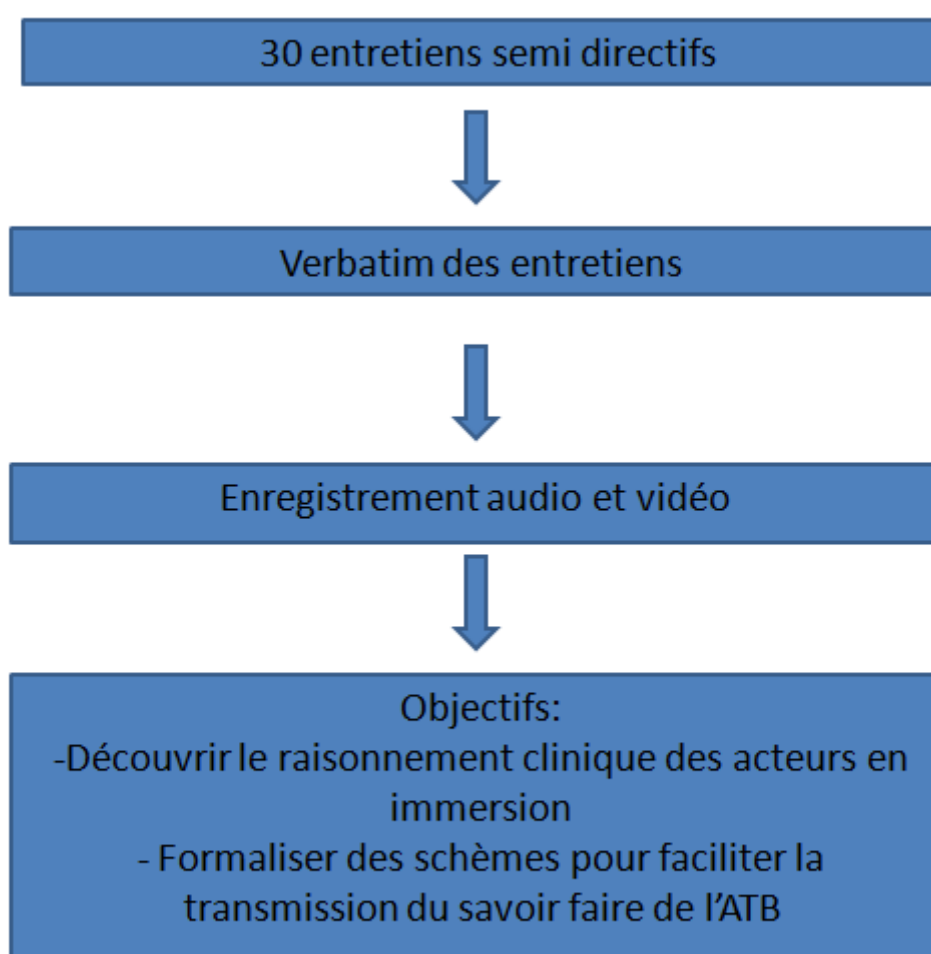 30 entretiens semi directifs
Verbatim des entretiens
Enregistrement audio et vidéo
Objectifs:
-Découvrir le raisonnement clinique des acteurs en
immersion
- Formaliser des schèmes pour faciliter la
transmission du savoir faire de l’ATB